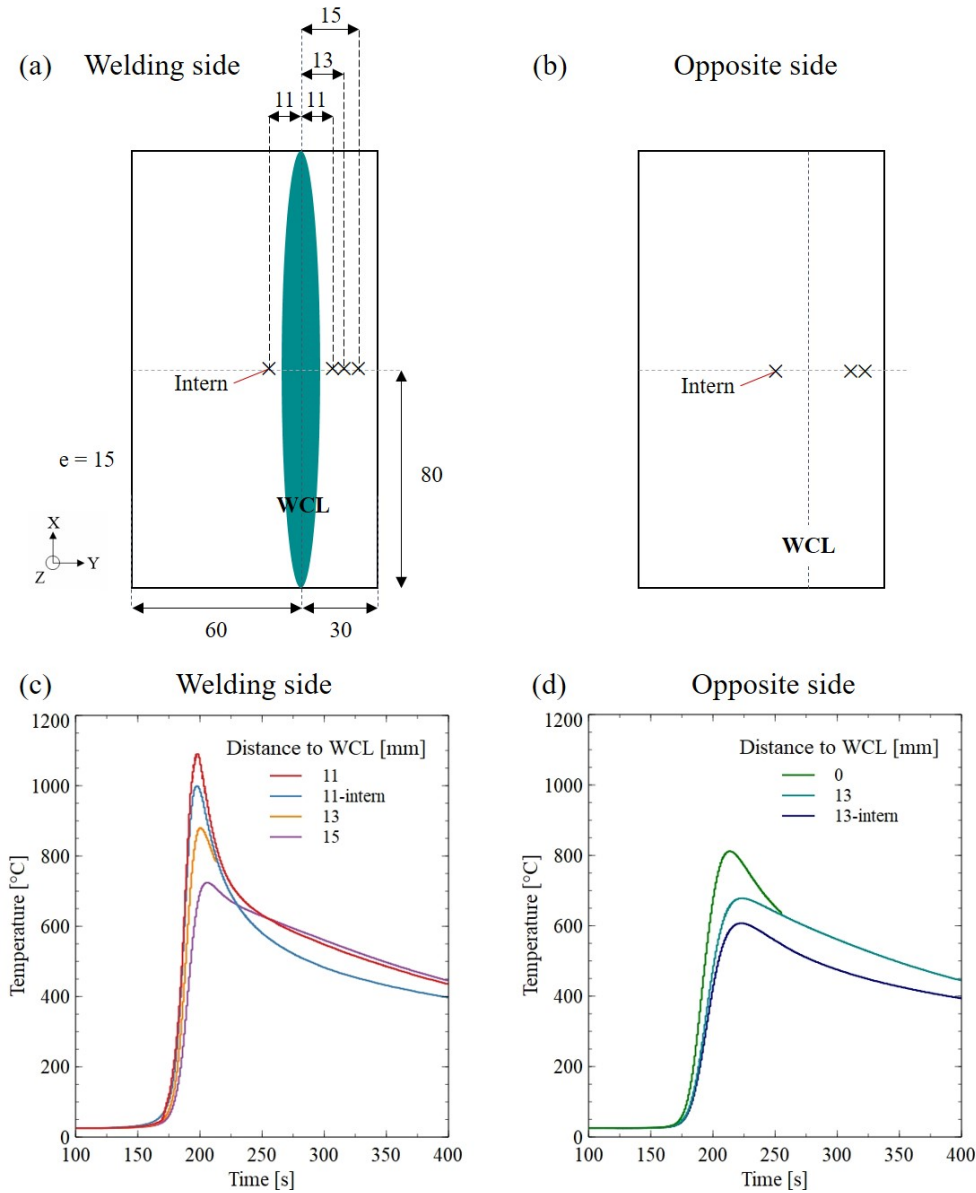 15
(a) Welding side
(b) Opposite side
13
11 11
Intern
Intern
e = 15
80
WCL
WCL
X
Z Y
60 30
(c) Welding side
(d) Opposite side
1200
1000
800
600
400
200
0
Temperature [°C]
Distance to WCL [mm]
11
11-intern
13
15
100 150 200 250 300 350 400
Time [s]
1200
1000
800
600
400
200
0
Temperature [°C]
Distance to WCL [mm]
0
13
13-intern
100 150 200 250 300 350 400
Time [s]